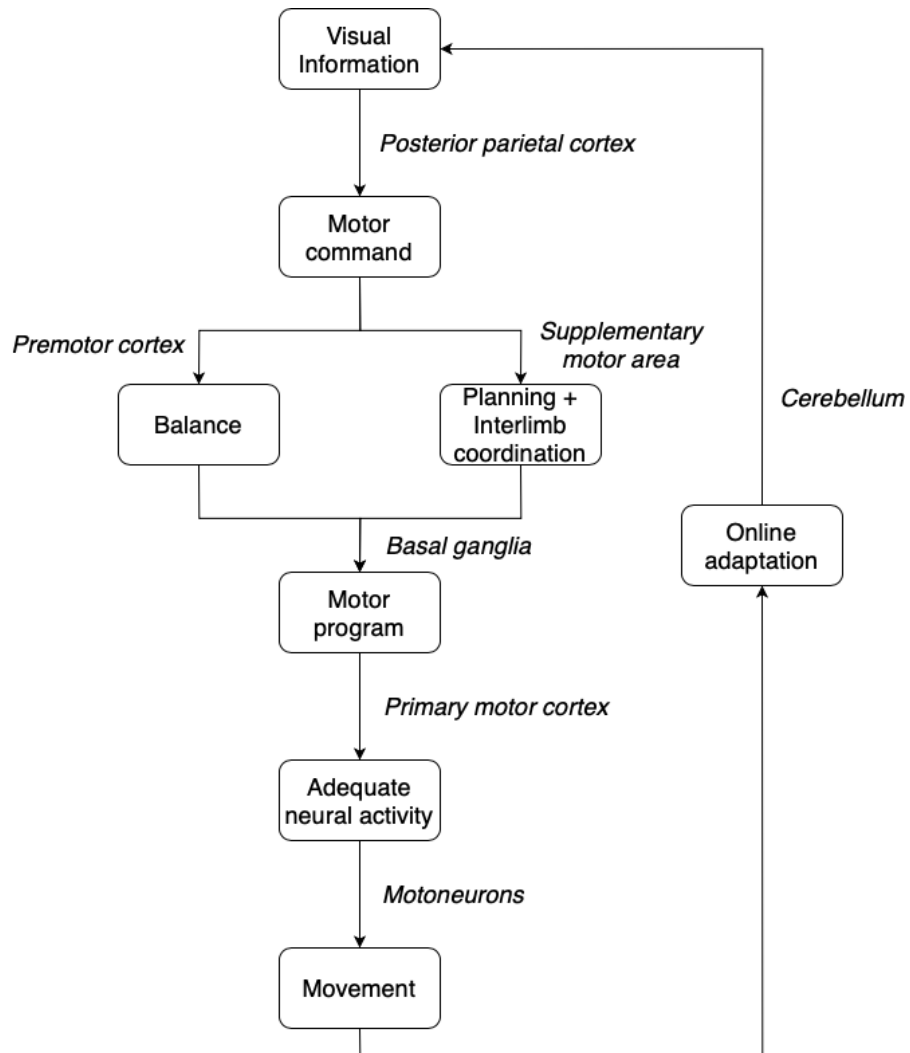 Visual
Information
Posterior parietal cortex
Motor
command
Premotor cortex
Supplementary
motor area
Balance
Planning +
Interlimb
coordination
Cerebellum
Basal ganglia
Online
adaptation
Motor
program
Primary motor cortex
Adequate
neural activity
Motoneurons
Movement